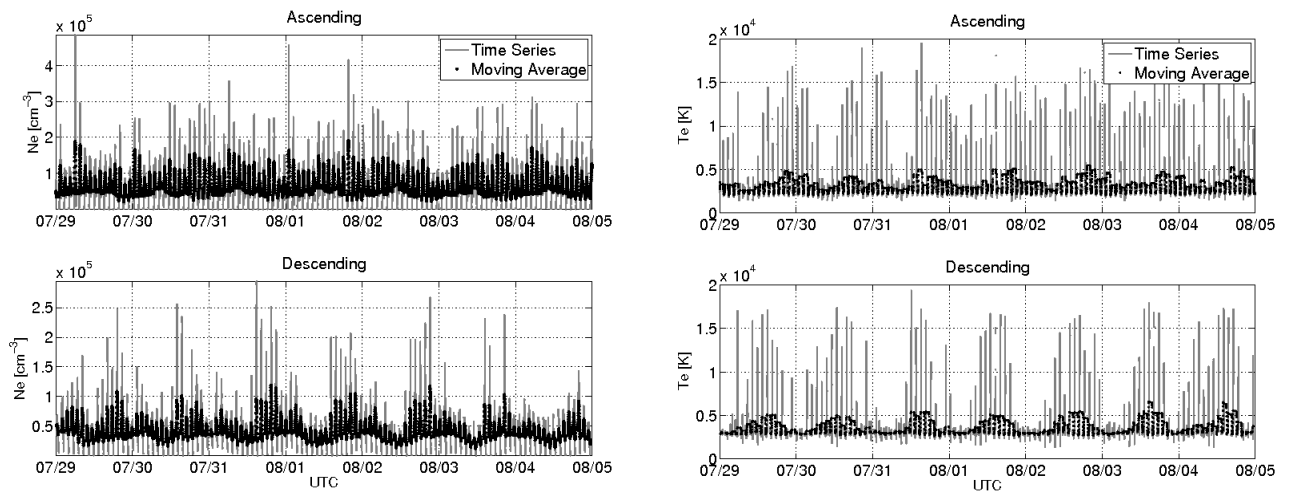 Ascending
x 10^5
Time Series
Moving Average
4
3
2
1
Ne [cm^-3]
07/29 07/30 07/31 08/01 08/02 08/03 08/04 08/05
Ascending
x 10^4
Time Series
Moving Average
2
1.5
1
0.5
0
Te [K]
07/29 07/30 07/31 08/01 08/02 08/03 08/04 08/05
UTC
Descending
x 10^5
2.5
2
1.5
1
0.5
Ne [cm^-3]
07/29 07/30 07/31 08/01 08/02 08/03 08/04 08/05
UTC
Descending
x 10^4
2
1.5
1
0.5
0
Te [K]
07/29 07/30 07/31 08/01 08/02 08/03 08/04 08/05
UTC